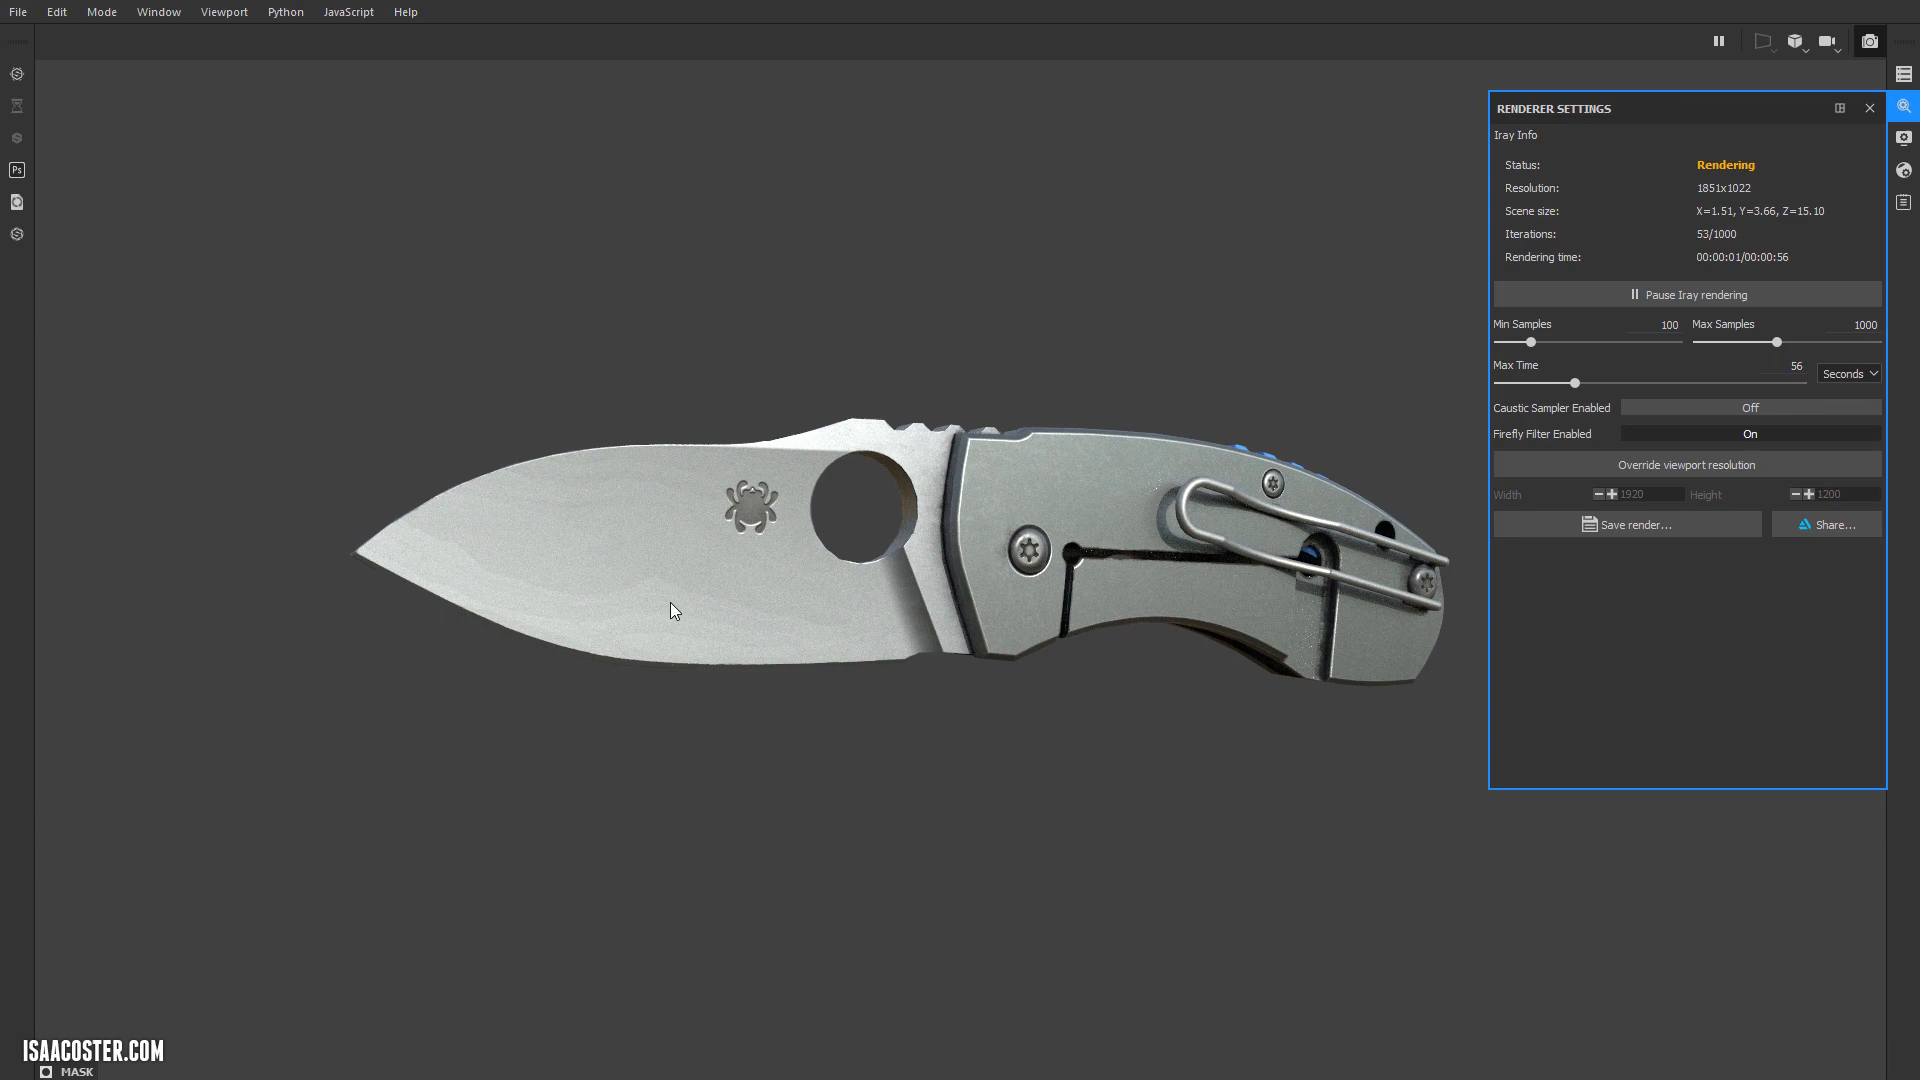 File Edit Mode Window Viewport Python JavaScript Help
RENDERER SETTINGS
Iray Info
Status: Rendering
Resolution: 1851x1022
Scene size: X=1.51, Y=3.66, Z=15.10
Iterations: 53/1000
Rendering time: 00:00:01/00:00:56
Pause Iray rendering
Min Samples 100 Max Samples 1000
Max Time 56 Seconds
Caustic Sampler Enabled Off
Firefly Filter Enabled On
Override viewport resolution
Width 1920 Height 1200
Save render... Share...
Ps
ISAACOSTER.COM
MASK